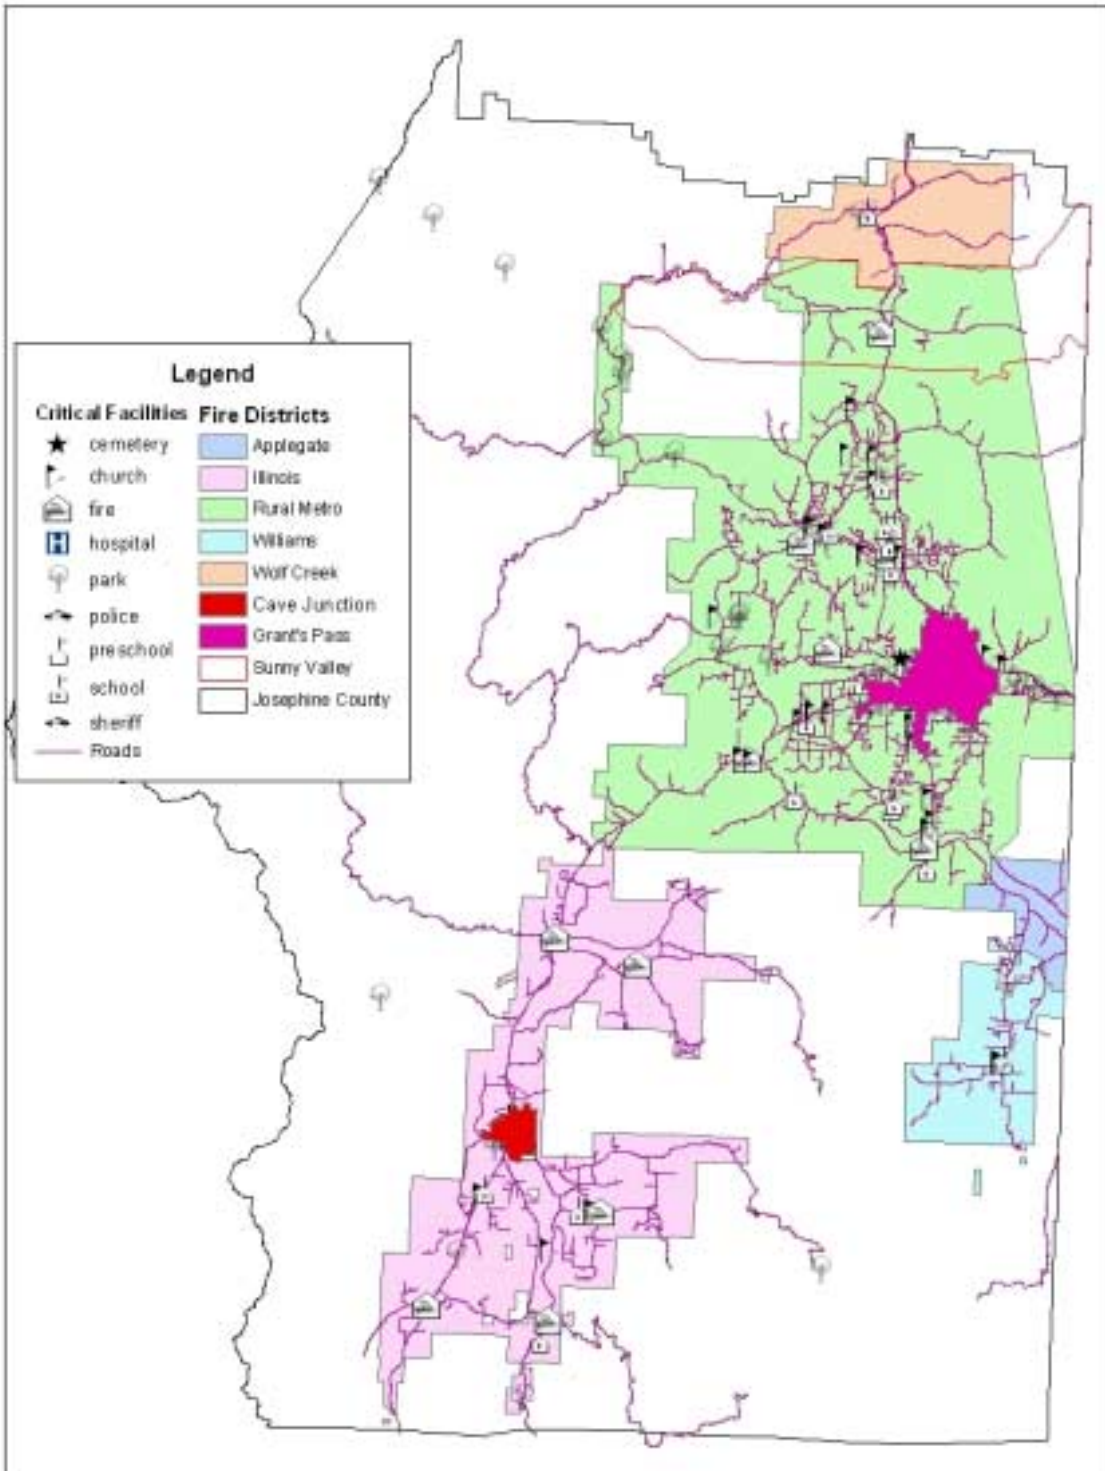 Legend
Critical Facilities
cemetery
church
fire
H hospital
park
police
preschool
school
sheriff
Roads
Fire Districts
Applegate
Illinois
Rural Metro
Williams
Wolf Creek
Cave Junction
Grant's Pass
Sunny Valley
Josephine County